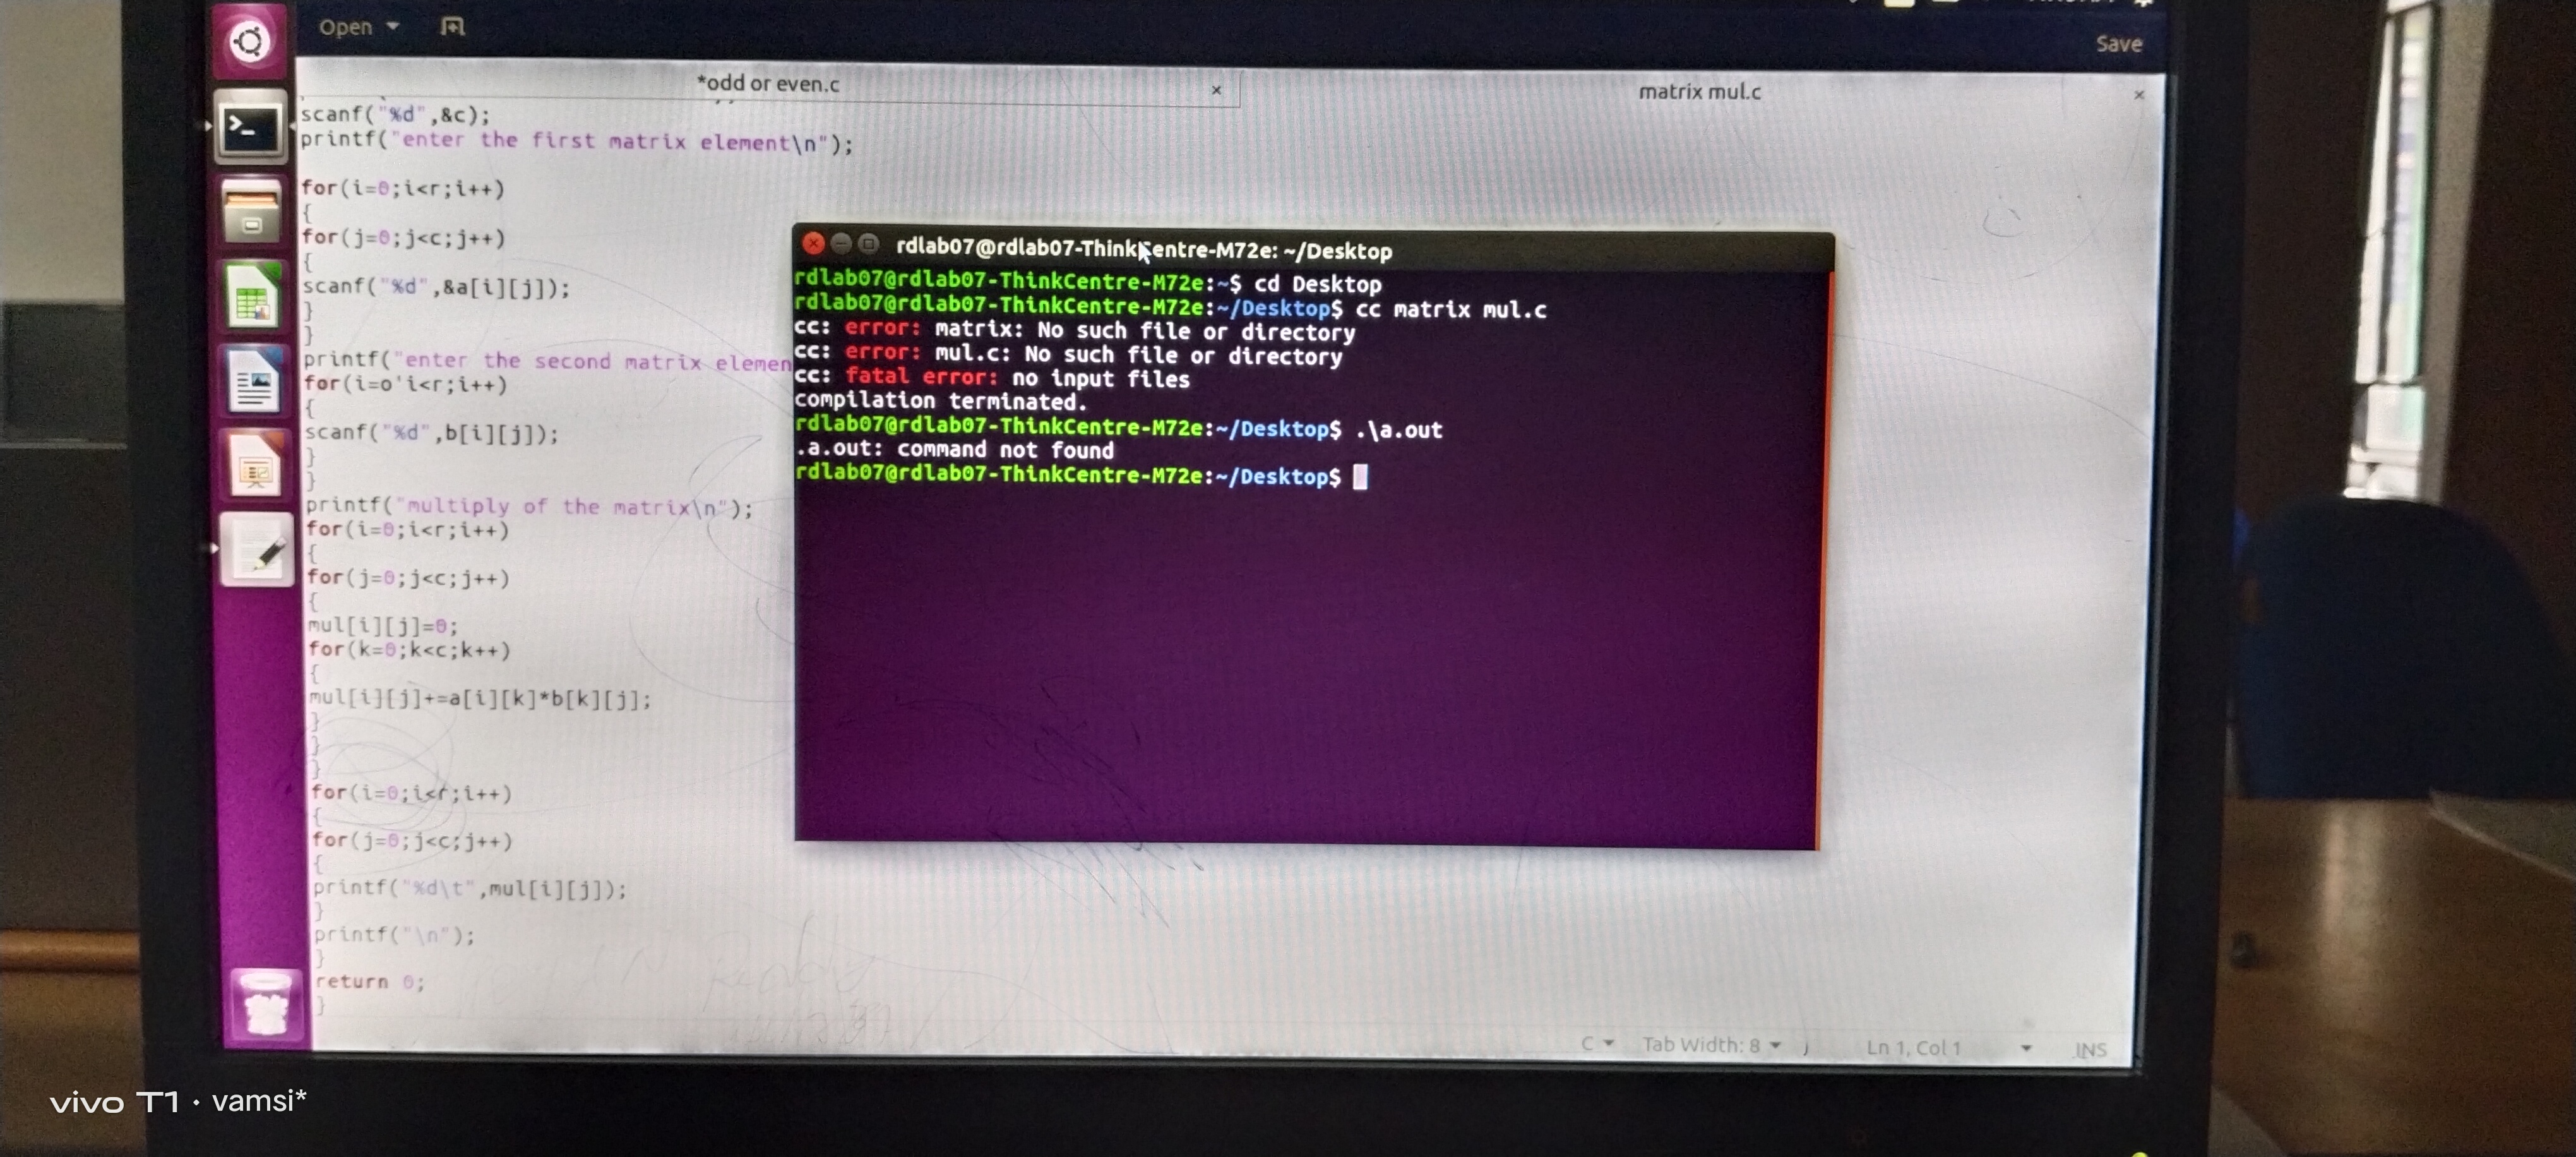 Open
Save
*odd or even.c
matrix mul.c
scanf("%d",&c);
printf("enter the first matrix element\n");
for(i=0;i<r;i++)
{
for(j=0;j<c;j++)
{
scanf("%d",&a[i][j]);
}
}
printf("enter the second matrix elemen
for(i=o'i<r;i++)
{
scanf("%d",b[i][j]);
}
}
printf("multiply of the matrix\n");
for(i=0;i<r;i++)
{
for(j=0;j<c;j++)
{
mul[i][j]=0;
for(k=0;k<c;k++)
{
mul[i][j]+=a[i][k]*b[k][j];
}
}
}
for(i=0;i<r;i++)
{
for(j=0;j<c;j++)
{
printf("%d\t",mul[i][j]);
}
printf("\n");
}
return 0;
}
rdlab07@rdlab07-ThinkCentre-M72e: ~/Desktop
rdlab07@rdlab07-ThinkCentre-M72e:~$ cd Desktop
rdlab07@rdlab07-ThinkCentre-M72e:~/Desktop$ cc matrix mul.c
cc: error: matrix: No such file or directory
cc: error: mul.c: No such file or directory
cc: fatal error: no input files
compilation terminated.
rdlab07@rdlab07-ThinkCentre-M72e:~/Desktop$ .\a.out
.a.out: command not found
rdlab07@rdlab07-ThinkCentre-M72e:~/Desktop$
C
Tab Width: 8
Ln 1, Col 1
INS
vivo T1 · vamsi*